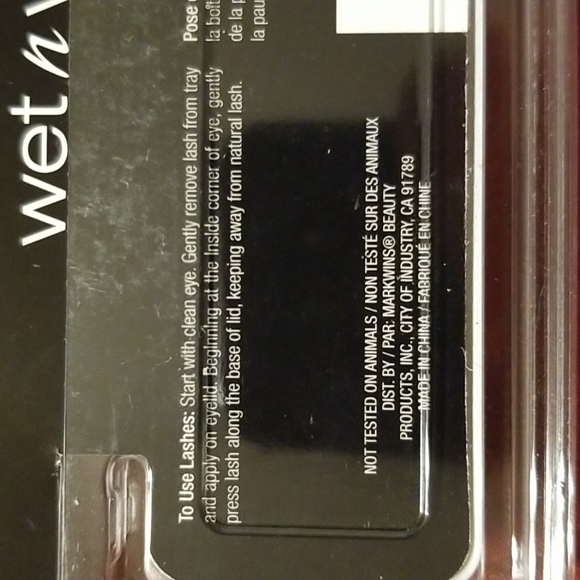 wet n
To Use Lashes: Start with clean eye. Gently remove lash from tray
and apply on eyelid. Beginning at the inside corner of eye, gently
press lash along the base of lid, keeping away from natural lash.
Pose
la
de la
la
NOT TESTED ON ANIMALS / NON TESTÉ SUR DES ANIMAUX
DIST. BY / PAR: MARKWINS® BEAUTY
PRODUCTS, INC., CITY OF INDUSTRY, CA 91789
MADE IN CHINA / FABRIQUÉ EN CHINE